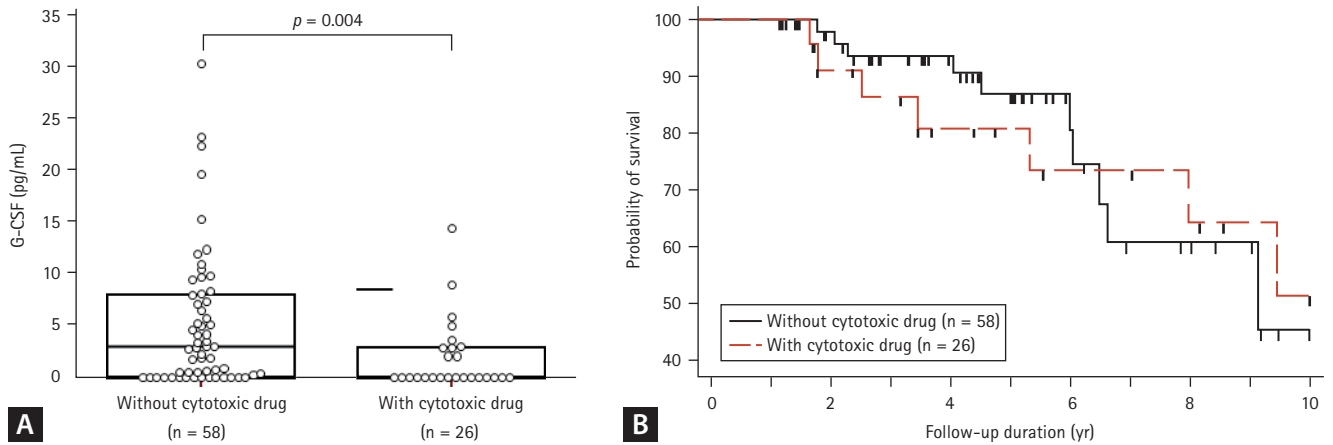 35
30
25
20
15
10
5
0
G-CSF (pg/mL)
p = 0.004
Without cytotoxic drug
(n = 58)
With cytotoxic drug
(n = 26)
A
100
90
80
70
60
50
40
Probability of survival
Without cytotoxic drug (n = 58)
With cytotoxic drug (n = 26)
0 2 4 6 8 10
Follow-up duration (yr)
B